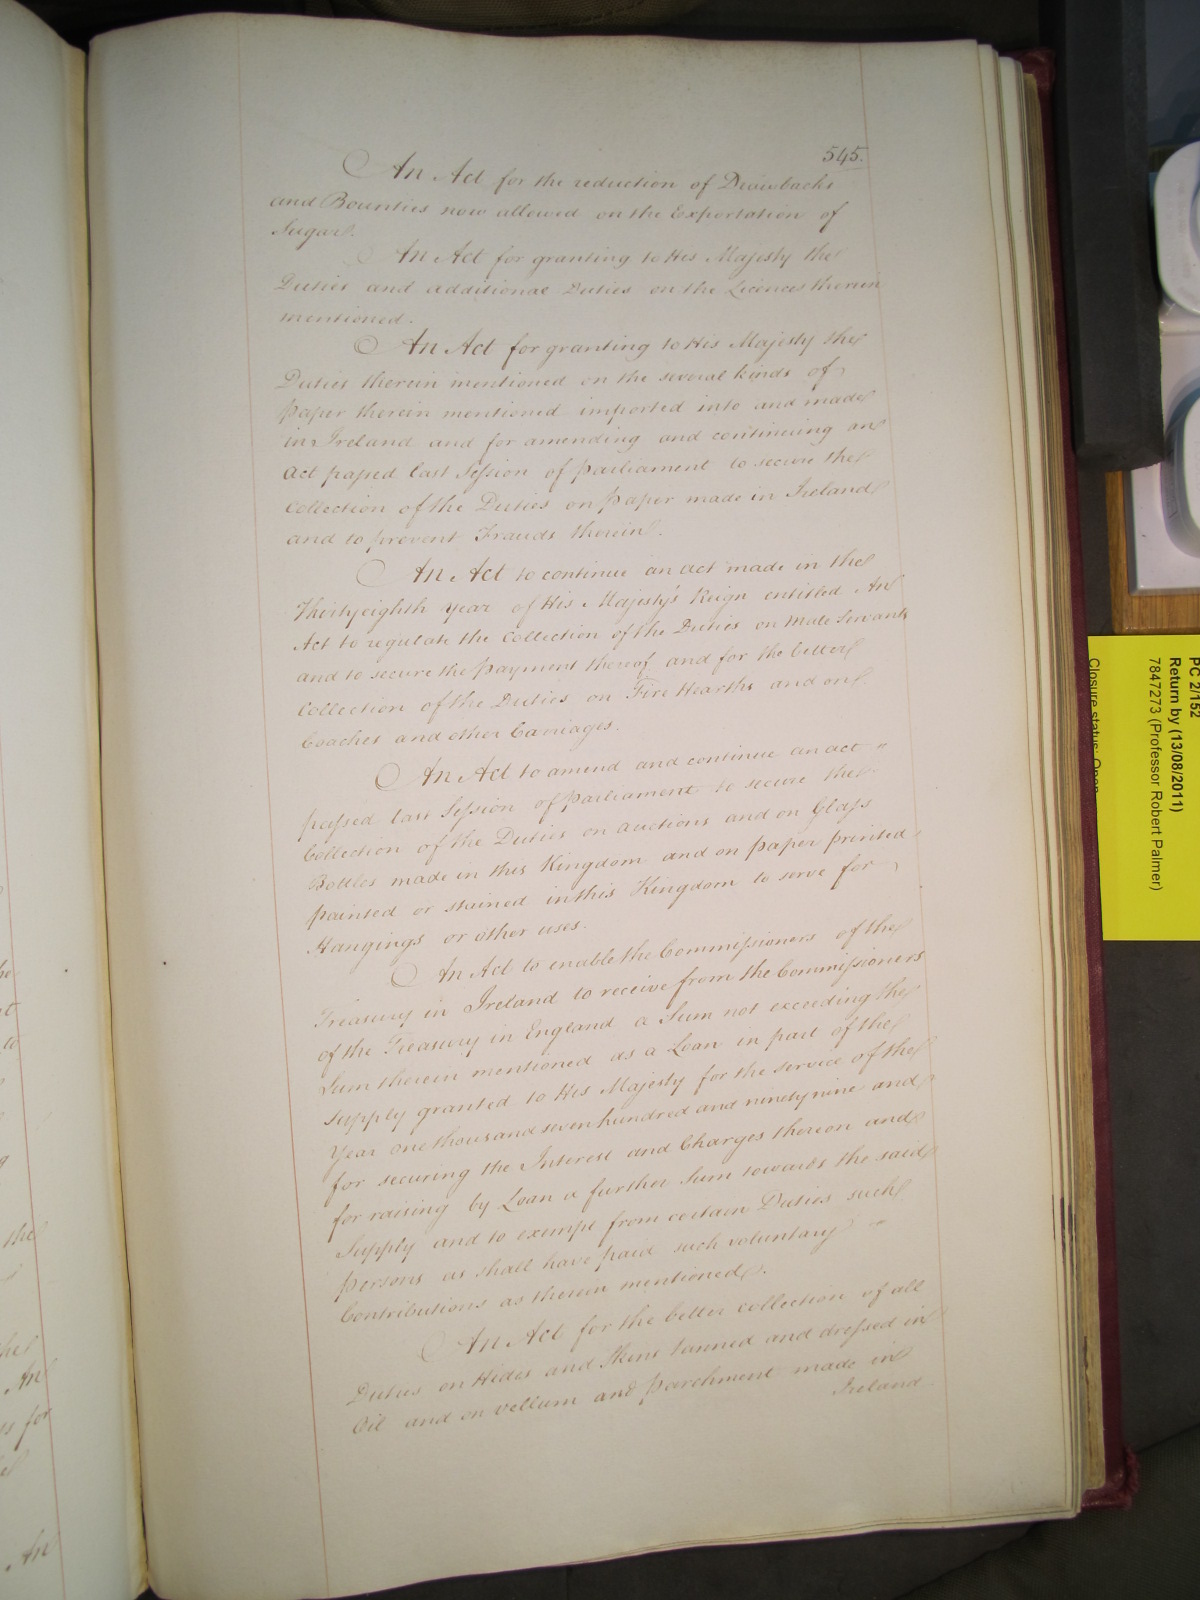 545.
An Act for the reduction of Drawbacks
and Bounties now allowed on the Exportation of
Sugar.
An Act for granting to His Majesty the
Duties and additional Duties on the Licences therein
mentioned.
An Act for granting to His Majesty the
Duties therein mentioned on the several kinds of
paper therein mentioned imported into and made
in Ireland and for amending and continuing an
Act passed last Session of parliament to secure the
collection of the Duties on paper made in Ireland
and to prevent Frauds therein.
An Act to continue an act made in the
Thirtyeighth year of His Majesty's Reign entitled An
Act to regulate the collection of the Duties on Male Servants
and to secure the payment thereof and for the better
Collection of the Duties on Fire Hearths and on
Coaches and other Carriages.
An Act to amend and continue an act "
passed last Session of parliament to secure the
Collection of the Duties on auctions and on Glass
Bottles made in this Kingdom and on paper printed
painted or stained in this Kingdom to serve for
Hangings or other uses.
An Act to enable the Commissioners of the
Treasury in Ireland to receive from the Commissioners
of the Treasury in England a Sum not exceeding the
Sum therein mentioned as a Loan in part of the
supply granted to His Majesty for the service of the
Year one thousand seven hundred and ninety nine and
for securing the Interest and Charges thereon and
for raising by Loan a further Sum towards the said
Supply and to exempt from certain Duties such
persons as shall have paid such voluntary
Contributions as therein mentioned.
An Act for the better collection of all
Duties on Hides and Skins tanned and dressed in
Oil and on vellum and parchment made in
Ireland
the
An
for
An
PC 2/152
Return by (13/08/2011)
7847273 (Professor Robert Palmer)
Closure status: Open